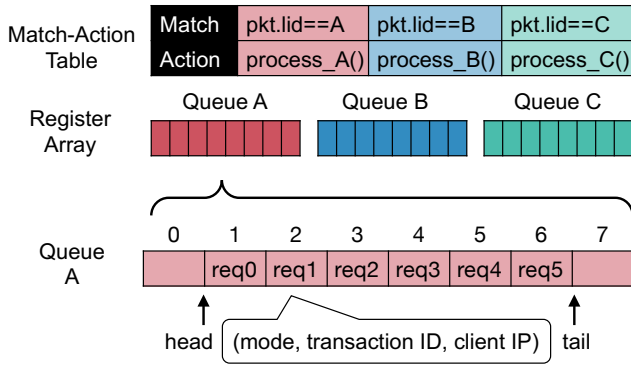 Match-Action Table
Match pkt.lid==A pkt.lid==B pkt.lid==C
Action process_A() process_B() process_C()
Queue A Queue B Queue C
Register Array
0 1 2 3 4 5 6 7
Queue A
req0 req1 req2 req3 req4 req5
head (mode, transaction ID, client IP) tail